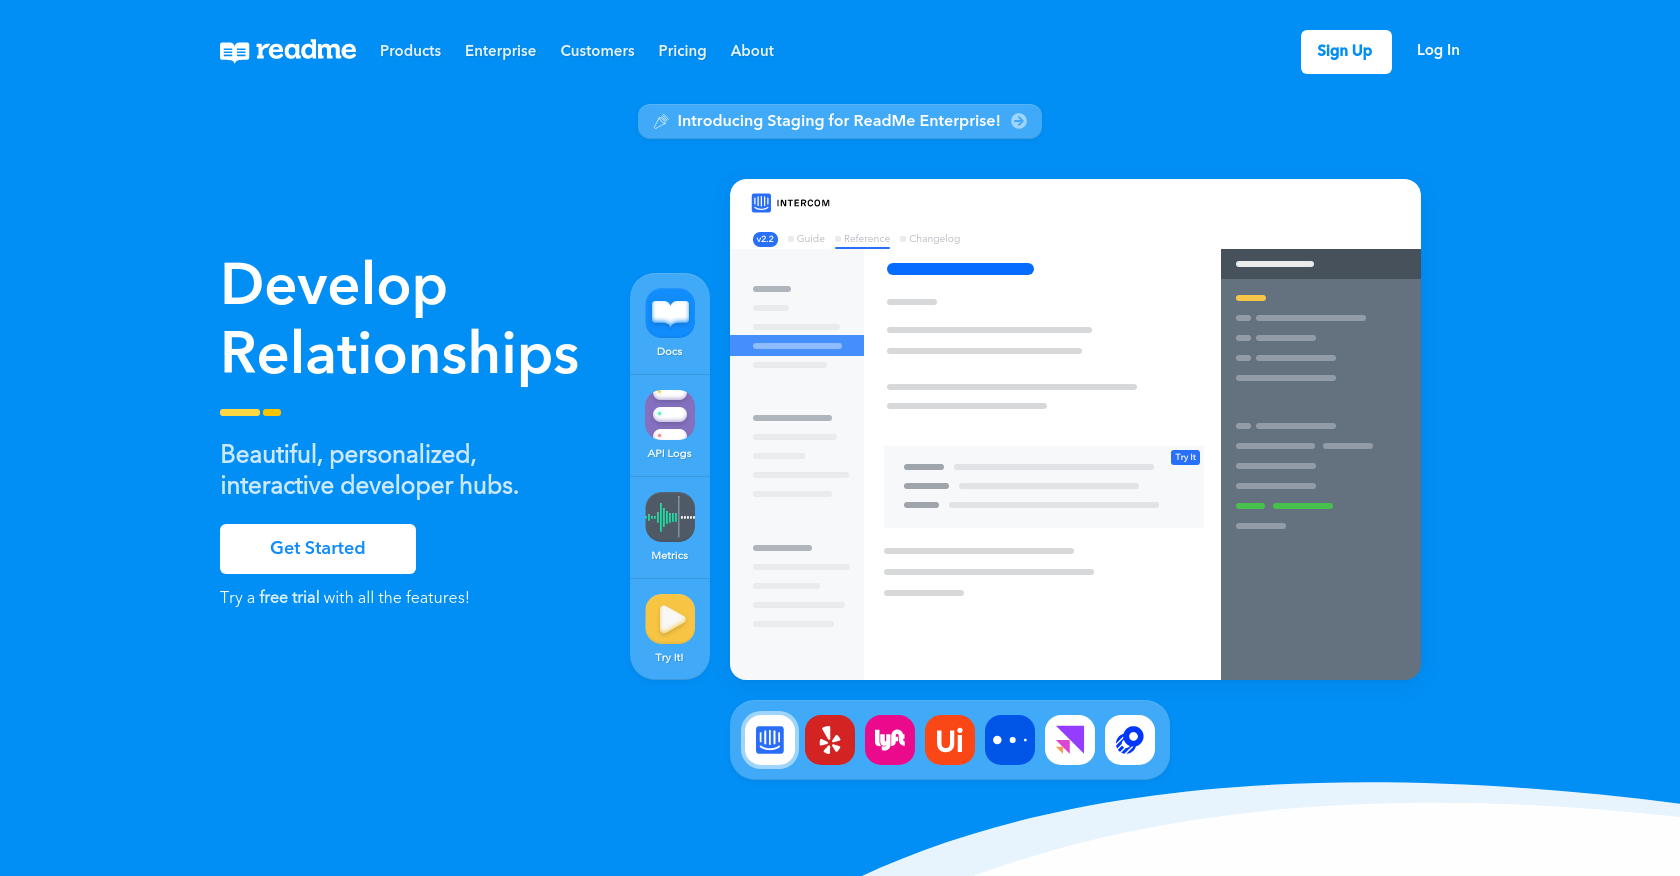 readme
Products
Enterprise
Customers
Pricing
About
Sign Up
Log In
Introducing Staging for ReadMe Enterprise!
Develop
Relationships
Beautiful, personalized,
interactive developer hubs.
Get Started
Try a free trial with all the features!
Docs
API Logs
Metrics
Try It!
INTERCOM
v2.2
Guide
Reference
Changelog
Try It
lyft
Ui